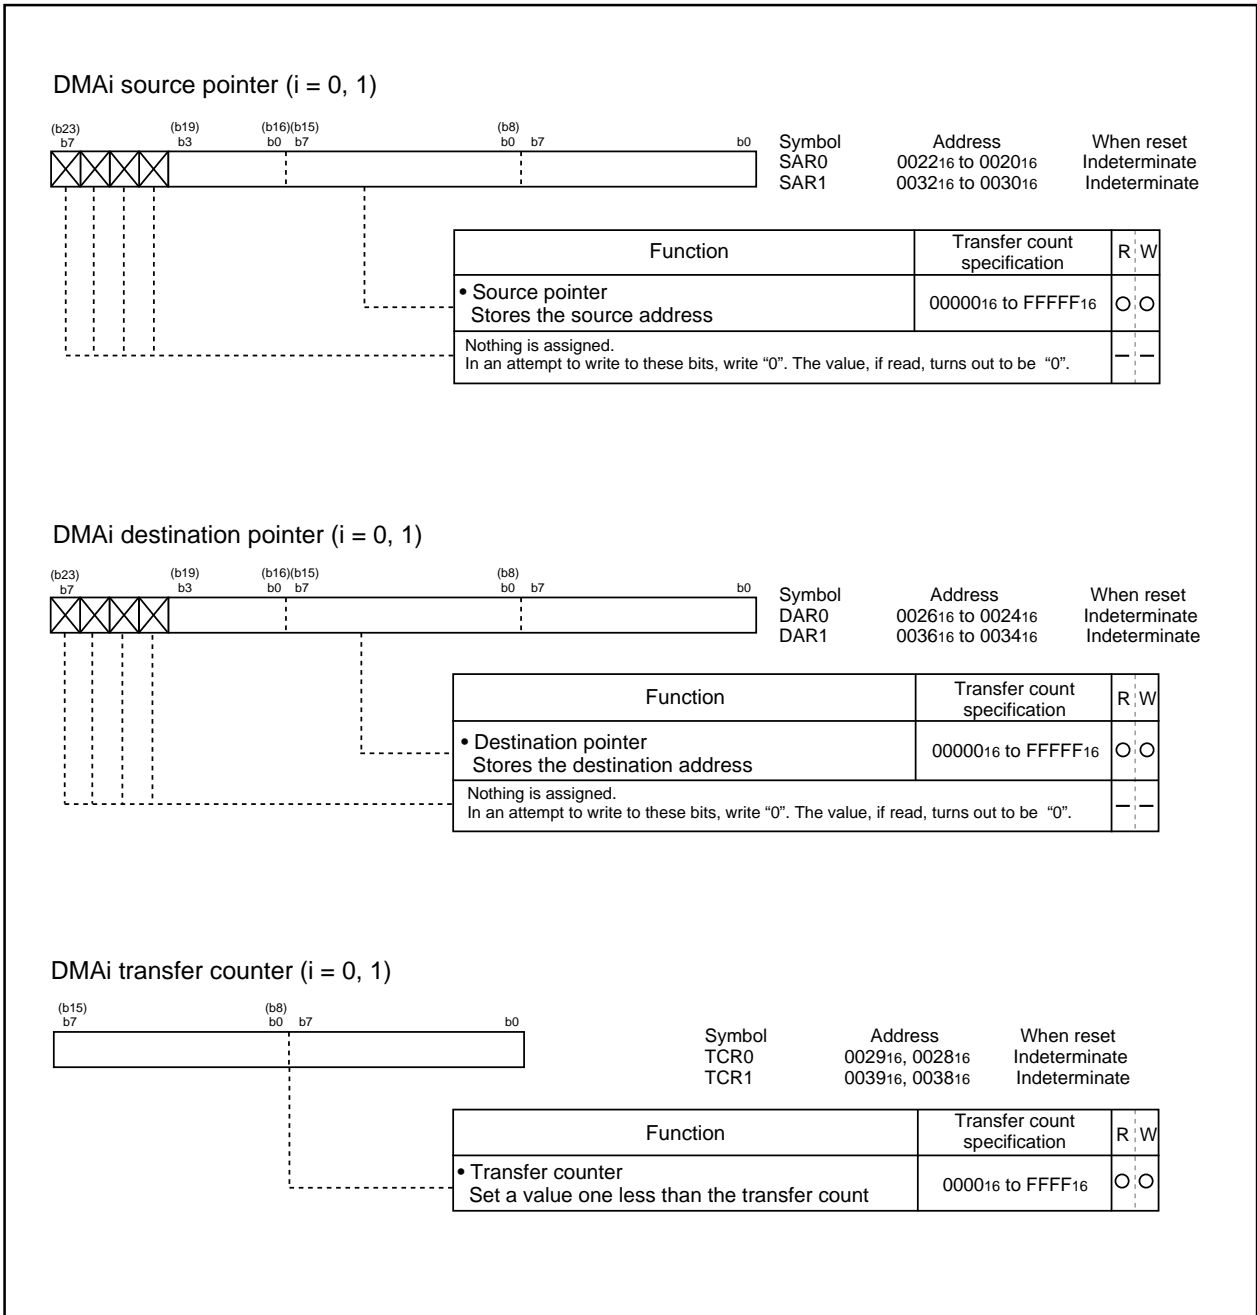 DMAi source pointer (i = 0, 1)
(b23) (b19) (b16)(b15) (b8)
b7 b3 b0 b7 b0 b7 b0
Symbol Address When reset
SAR0 002216 to 002016 Indeterminate
SAR1 003216 to 003016 Indeterminate
Function Transfer count specification R W
• Source pointer
Stores the source address
0000016 to FFFFF16
Nothing is assigned.
In an attempt to write to these bits, write “0”. The value, if read, turns out to be “0”.
DMAi destination pointer (i = 0, 1)
(b23) (b19) (b16)(b15) (b8)
b7 b3 b0 b7 b0 b7 b0
Symbol Address When reset
DAR0 002616 to 002416 Indeterminate
DAR1 003616 to 003416 Indeterminate
Function Transfer count specification R W
• Destination pointer
Stores the destination address
0000016 to FFFFF16
Nothing is assigned.
In an attempt to write to these bits, write “0”. The value, if read, turns out to be “0”.
DMAi transfer counter (i = 0, 1)
(b15) (b8)
b7 b0 b7 b0
Symbol Address When reset
TCR0 002916, 002816 Indeterminate
TCR1 003916, 003816 Indeterminate
Function Transfer count specification R W
• Transfer counter
Set a value one less than the transfer count
000016 to FFFF16